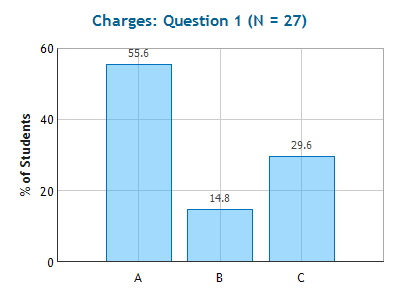 Charges: Question 1 (N = 27)
% of Students
60
40
20
0
55.6
14.8
29.6
A
B
C